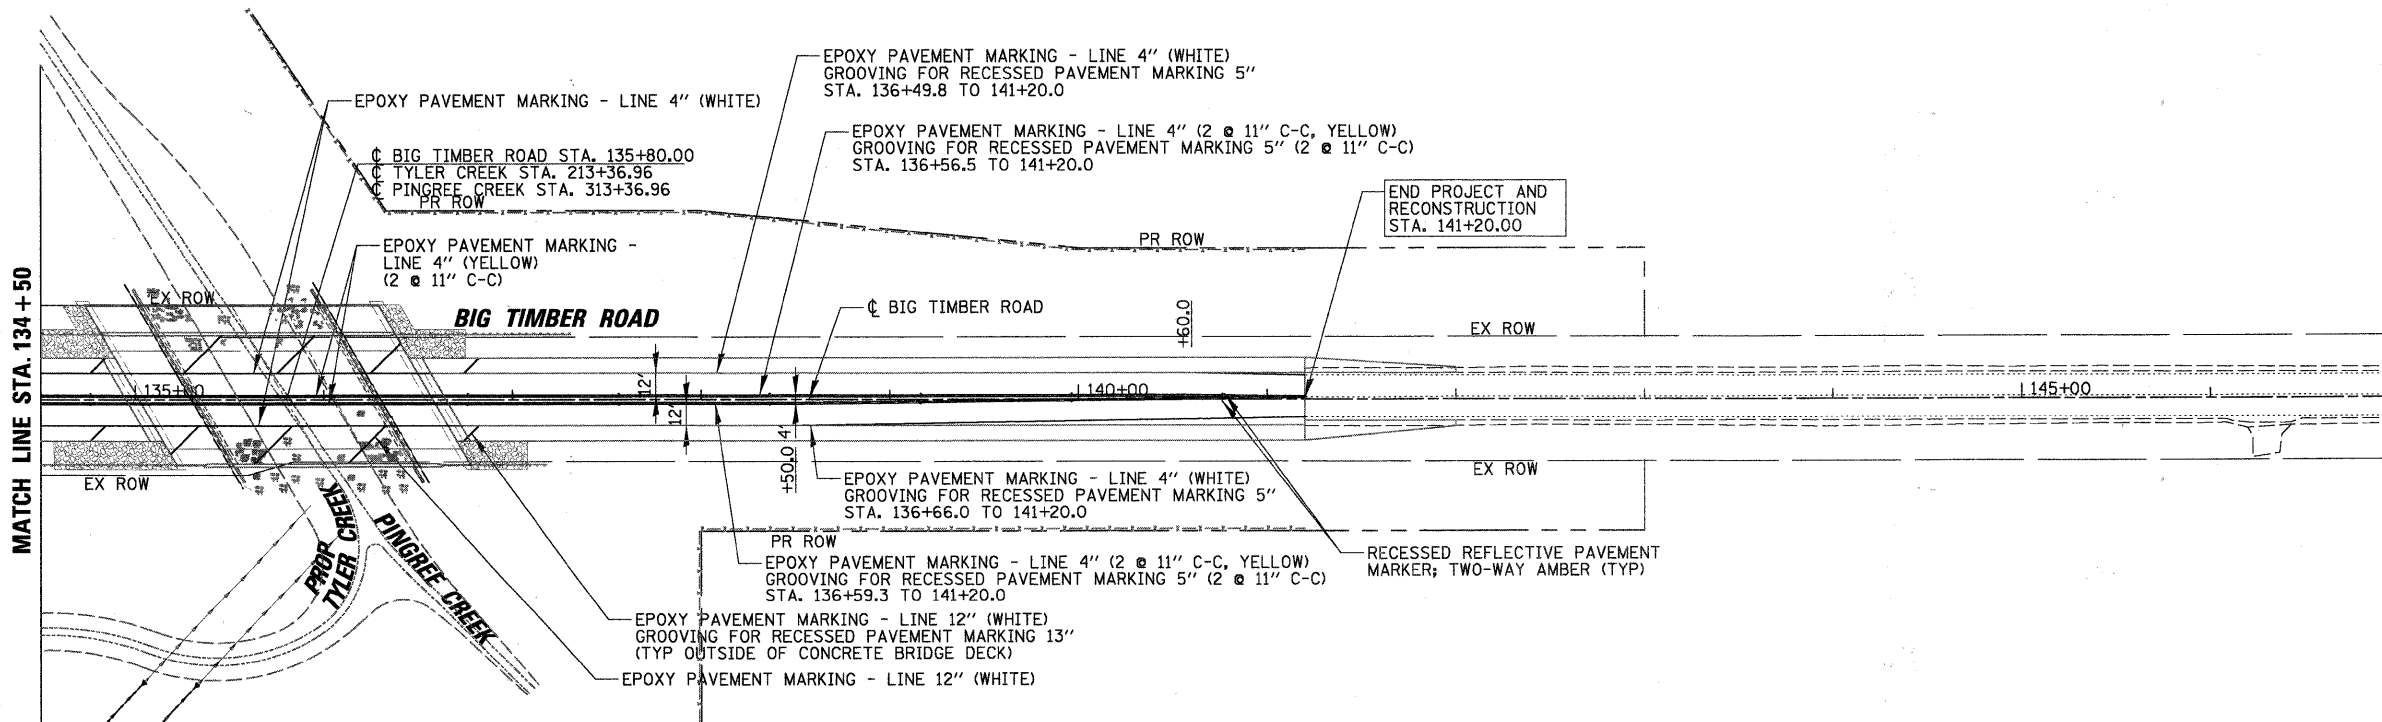 EPOXY PAVEMENT MARKING - LINE 4" (WHITE)
GROOVING FOR RECESSED PAVEMENT MARKING 5"
STA. 136+49.8 TO 141+20.0
EPOXY PAVEMENT MARKING - LINE 4" (WHITE)
EPOXY PAVEMENT MARKING - LINE 4" (2 @ 11" C-C, YELLOW)
GROOVING FOR RECESSED PAVEMENT MARKING 5" (2 @ 11" C-C)
STA. 136+56.5 TO 141+20.0
℄ BIG TIMBER ROAD STA. 135+80.00
℄ TYLER CREEK STA. 213+36.96
℄ PINGREE CREEK STA. 313+36.96
PR ROW
END PROJECT AND
RECONSTRUCTION
STA. 141+20.00
PR ROW
EPOXY PAVEMENT MARKING -
LINE 4" (YELLOW)
(2 @ 11" C-C)
MATCH LINE STA. 134+50
EX ROW
BIG TIMBER ROAD
℄ BIG TIMBER ROAD
+60.0
EX ROW
135+00
12'
140+00
145+00
12'
4'
+50.0
EX ROW
EX ROW
EPOXY PAVEMENT MARKING - LINE 4" (WHITE)
GROOVING FOR RECESSED PAVEMENT MARKING 5"
STA. 136+66.0 TO 141+20.0
PROP
TYLER CREEK
PINGREE CREEK
PR ROW
EPOXY PAVEMENT MARKING - LINE 4" (2 @ 11" C-C, YELLOW)
GROOVING FOR RECESSED PAVEMENT MARKING 5" (2 @ 11" C-C)
STA. 136+59.3 TO 141+20.0
RECESSED REFLECTIVE PAVEMENT
MARKER; TWO-WAY AMBER (TYP)
EPOXY PAVEMENT MARKING - LINE 12" (WHITE)
GROOVING FOR RECESSED PAVEMENT MARKING 13"
(TYP OUTSIDE OF CONCRETE BRIDGE DECK)
EPOXY PAVEMENT MARKING - LINE 12" (WHITE)